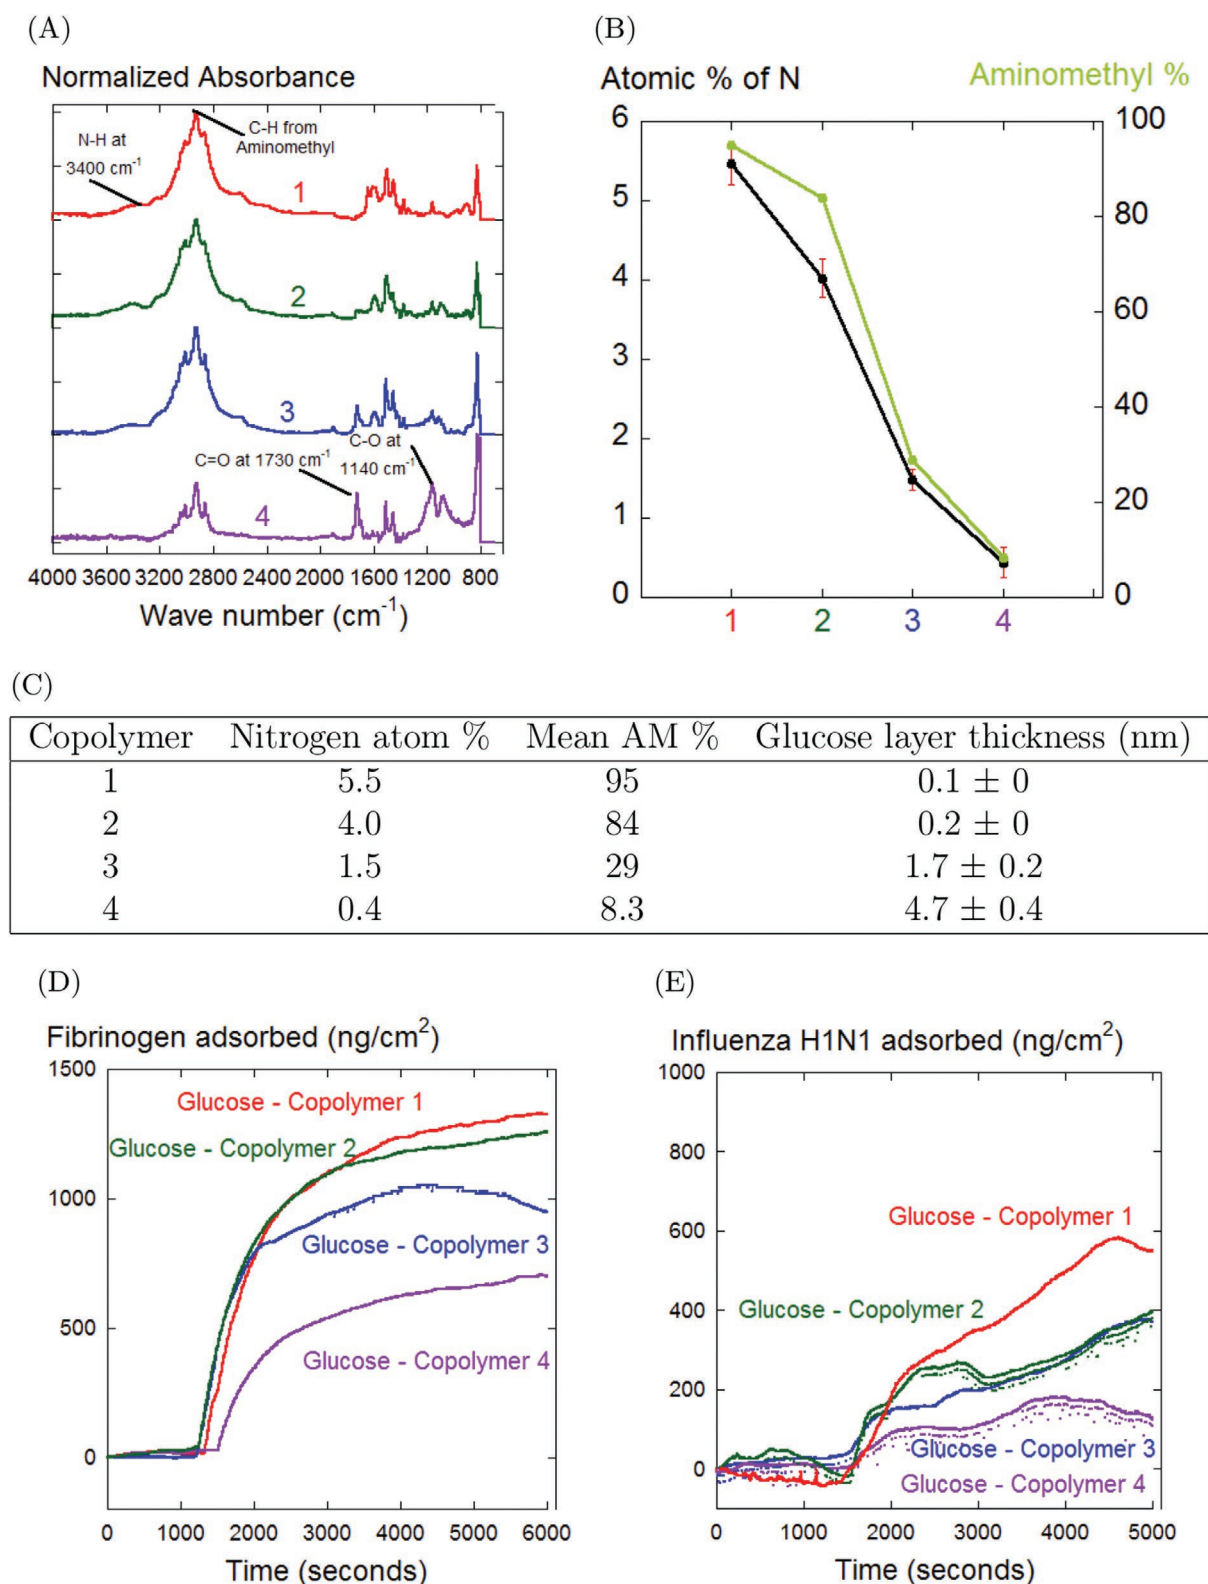 (A)
Normalized Absorbance
N-H at
3400 cm⁻¹
C-H from
Aminomethyl
1
2
3
C=O at 1730 cm⁻¹
C-O at
1140 cm⁻¹
4
4000 3600 3200 2800 2400 2000 1600 1200 800
Wave number (cm⁻¹)
(B)
Atomic % of N
Aminomethyl %
6
5
4
3
2
1
0
100
80
60
40
20
0
1 2 3 4
(C)
Copolymer Nitrogen atom % Mean AM % Glucose layer thickness (nm)
1 5.5 95 0.1 ± 0
2 4.0 84 0.2 ± 0
3 1.5 29 1.7 ± 0.2
4 0.4 8.3 4.7 ± 0.4
(D)
Fibrinogen adsorbed (ng/cm²)
1500
1000
500
0
Glucose - Copolymer 1
Glucose - Copolymer 2
Glucose - Copolymer 3
Glucose - Copolymer 4
0 1000 2000 3000 4000 5000 6000
Time (seconds)
(E)
Influenza H1N1 adsorbed (ng/cm²)
1000
800
600
400
200
0
Glucose - Copolymer 1
Glucose - Copolymer 2
Glucose - Copolymer 3
Glucose - Copolymer 4
0 1000 2000 3000 4000 5000
Time (seconds)